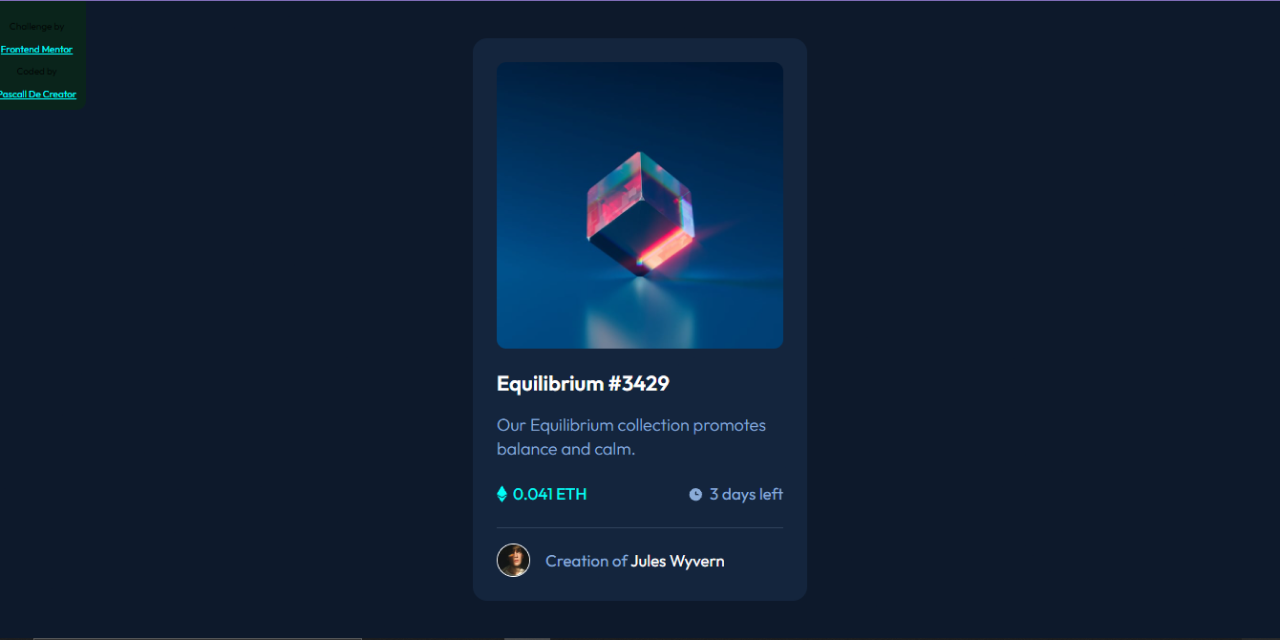 Challenge by
Frontend Mentor
Coded by
Pascall De Creator
Equilibrium #3429
Our Equilibrium collection promotes
balance and calm.
0.041 ETH
3 days left
Creation of Jules Wyvern